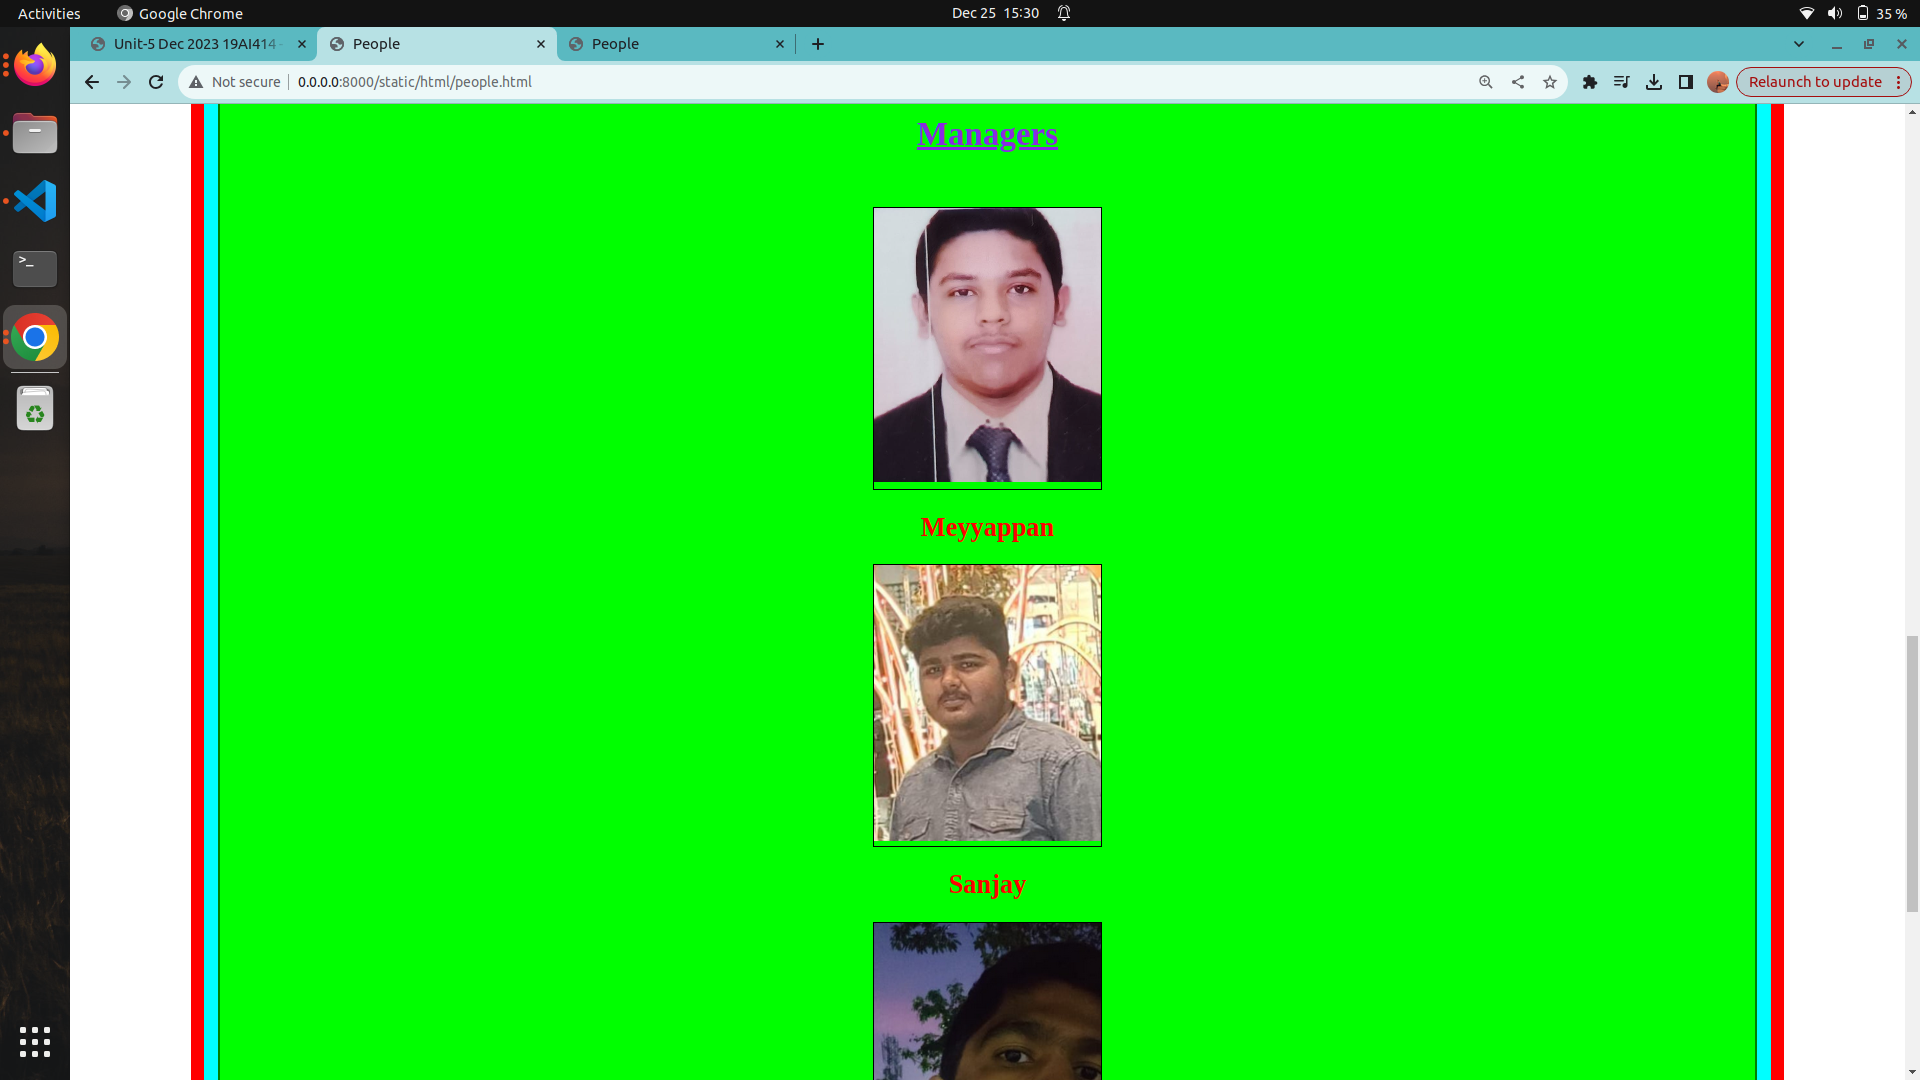 Activities
Google Chrome
Dec 25 15:30
35 %
Unit-5 Dec 2023 19AI414 -
People
People
Not secure
0.0.0.0:8000/static/html/people.html
Relaunch to update
>_
Managers
Meyyappan
Sanjay